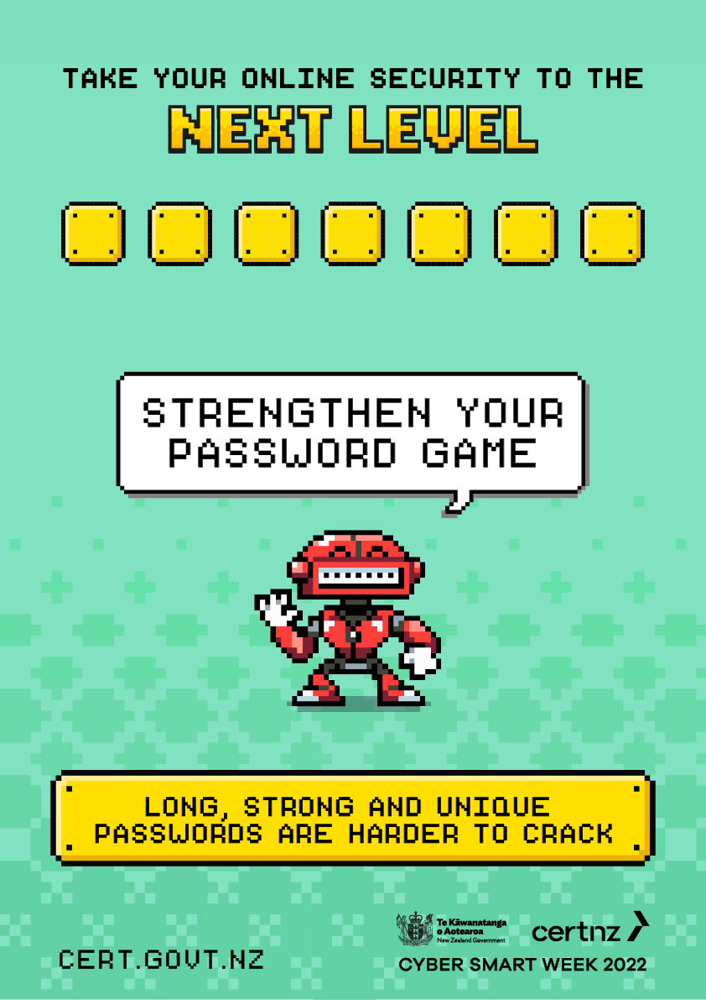 TAKE YOUR ONLINE SECURITY TO THE
NEXT LEVEL
STRENGTHEN YOUR
PASSWORD GAME
LONG, STRONG AND UNIQUE
PASSWORDS ARE HARDER TO CRACK
CERT.GOVT.NZ
Te Kāwanatanga
o Aotearoa
New Zealand Government
certnz
CYBER SMART WEEK 2022